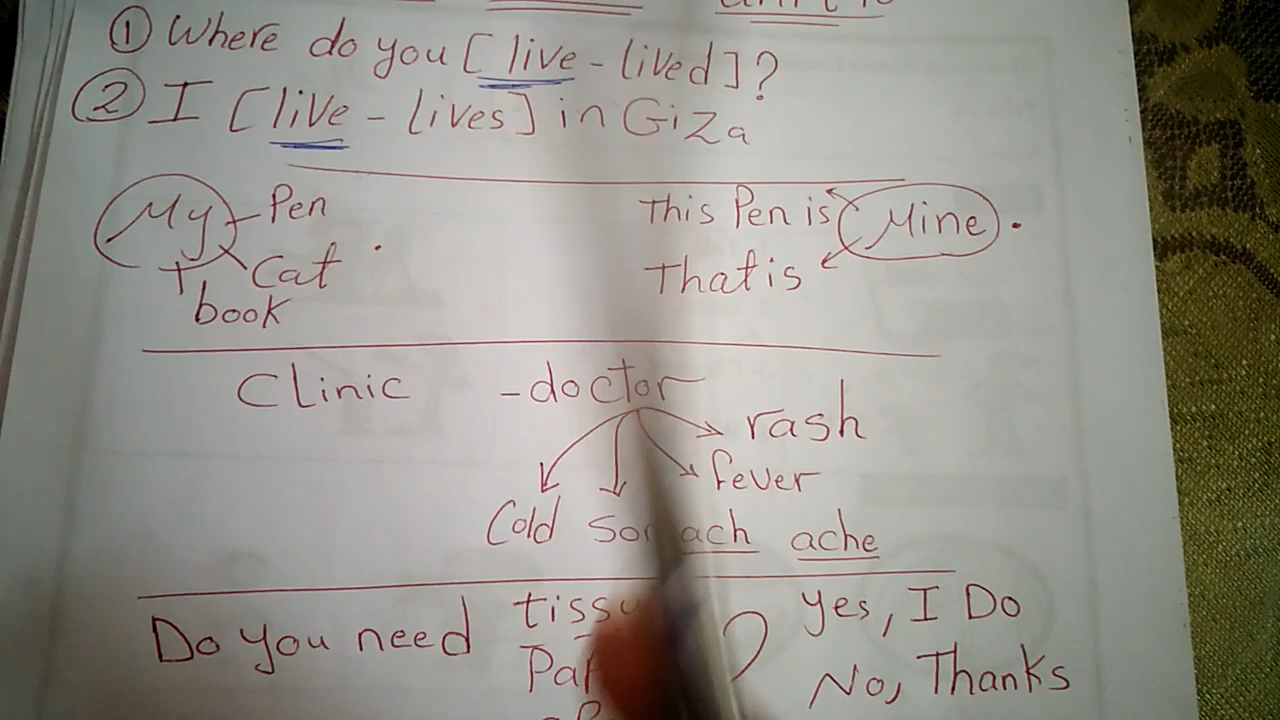 ① Where do you [live - lived]?
② I [live - lives] in Giza
My Pen
Cat
book
This Pen is Mine.
That is
Clinic - doctor
rash
fever
Cold ache
Do you need
Yes, I Do
No, Thanks